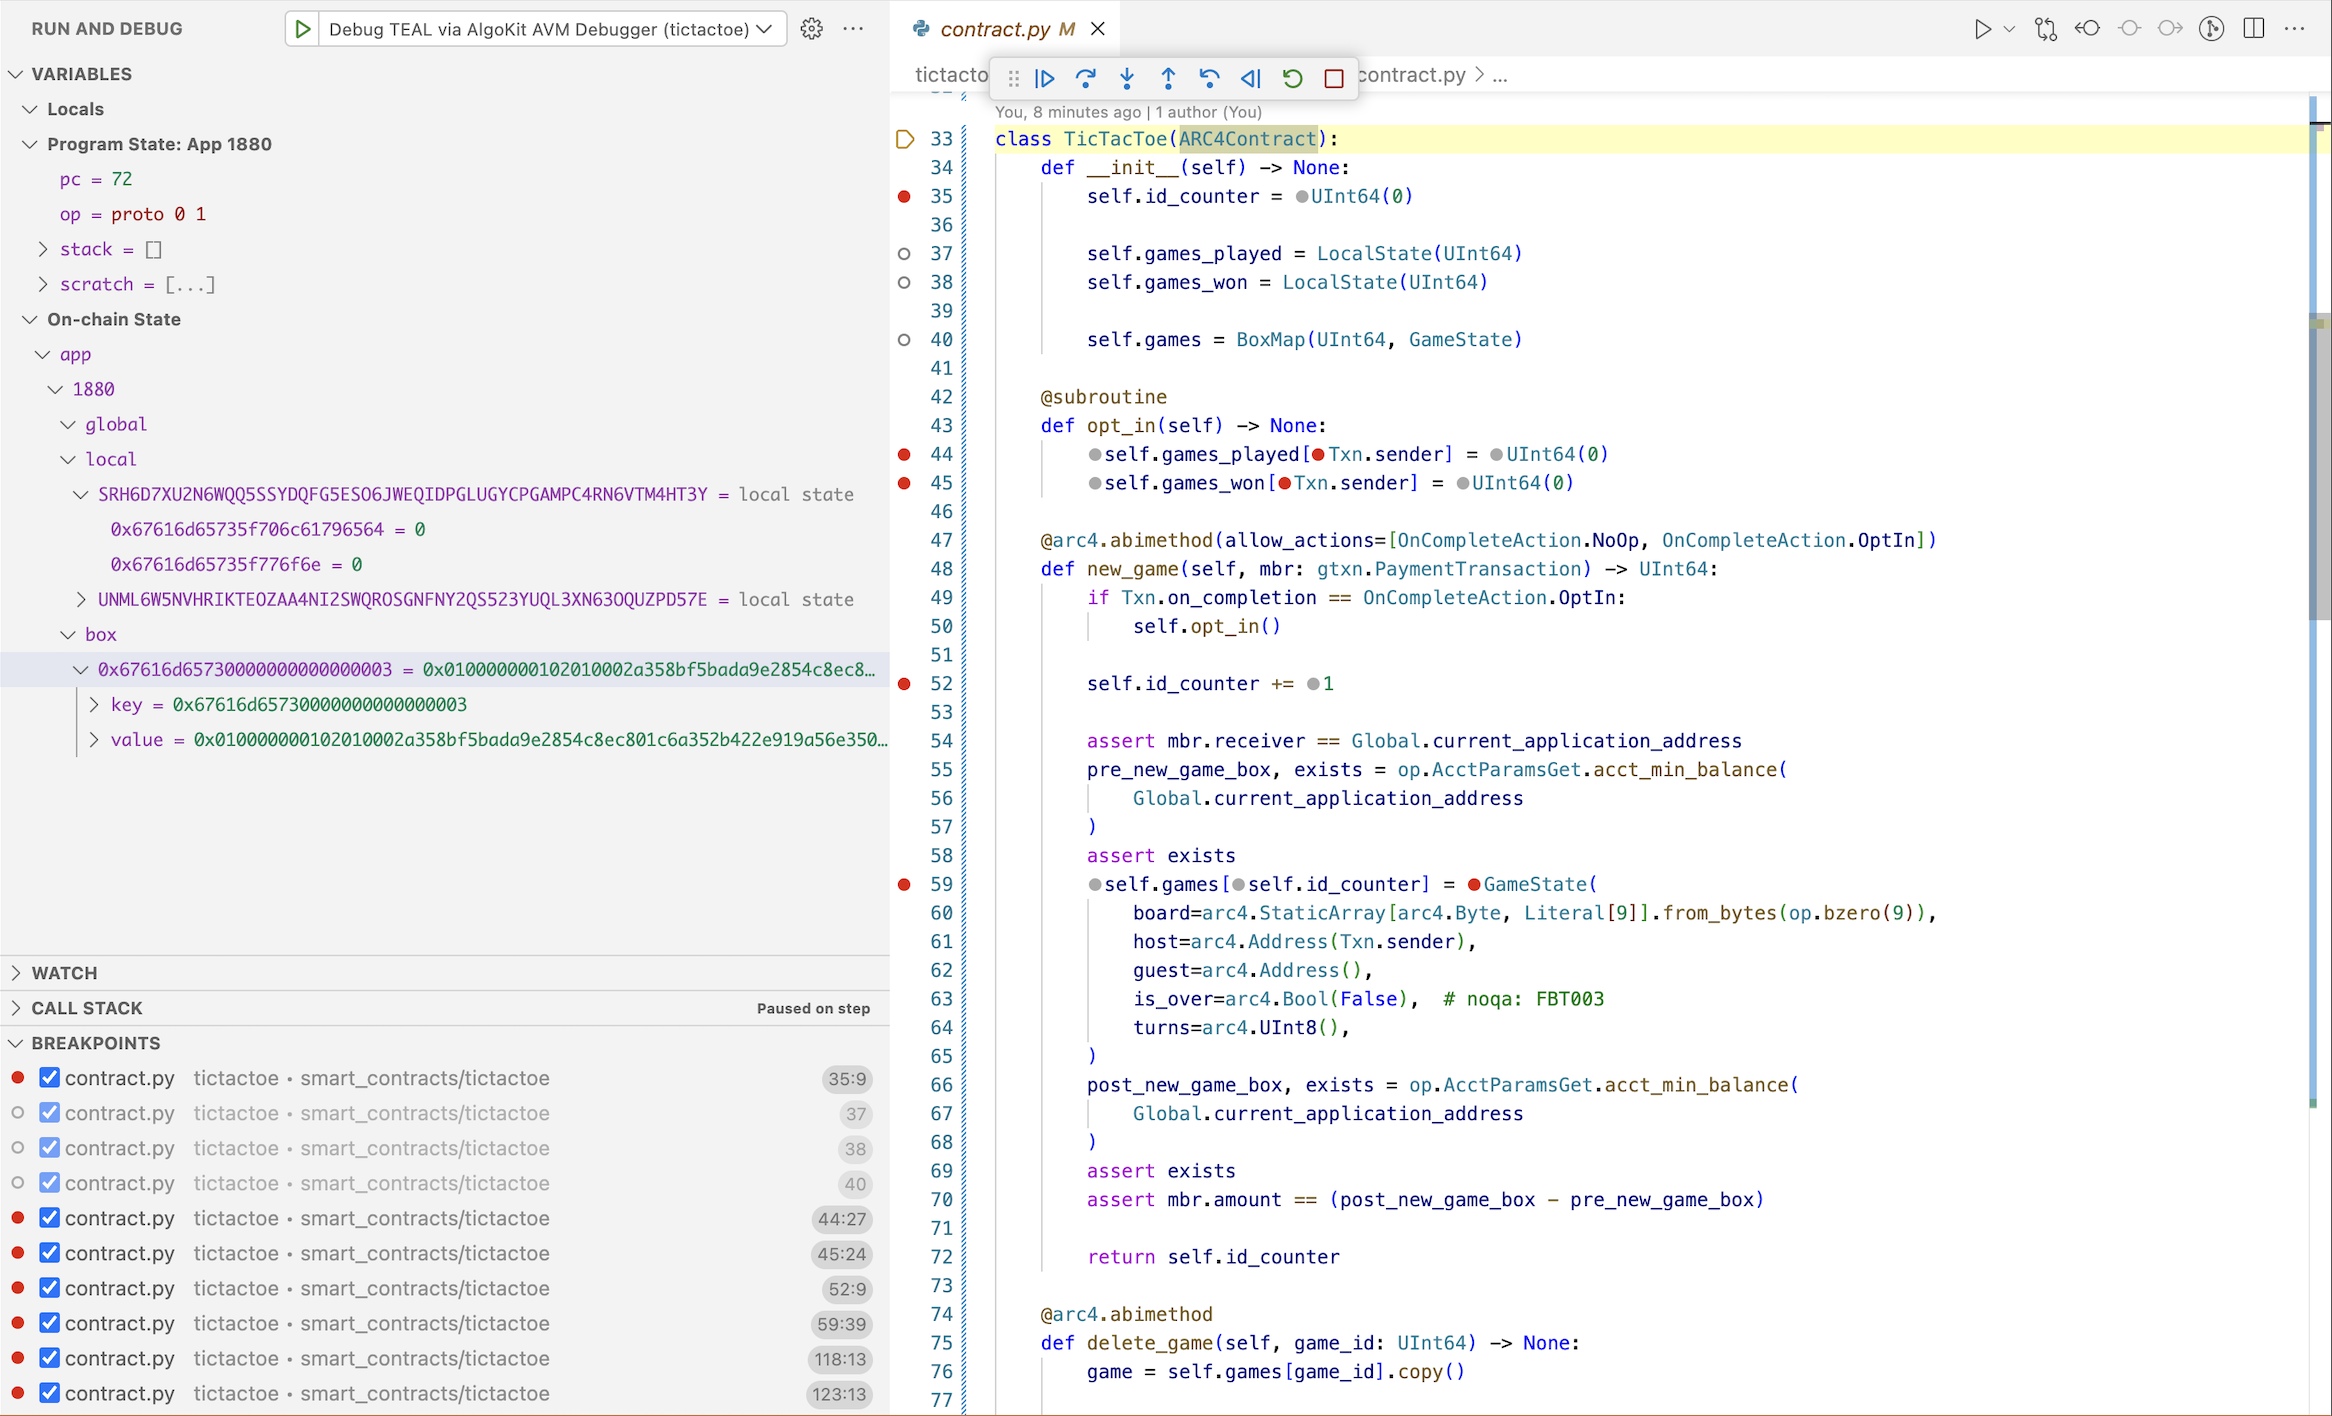 RUN AND DEBUG
Debug TEAL via AlgoKit AVM Debugger (tictactoe)
VARIABLES
Locals
Program State: App 1880
pc = 72
op = proto 0 1
stack = []
scratch = [...]
On-chain State
app
1880
global
local
SRH6D7XU2N6WQQ5SSYDQFG5ESO6JWEQIDPGLUGYCPGAMPC4RN6VTM4HT3Y = local state
0x67616d65735f706c61796564 = 0
0x67616d65735f776f6e = 0
UNML6W5NVHRIKTEOZAA4NI2SWQROSGNFNY2QS523YUQL3XN63OQUZPD57E = local state
box
0x67616d65730000000000000003 = 0x010000000102010002a358bf5bada9e2854c8ec8…
key = 0x67616d65730000000000000003
value = 0x010000000102010002a358bf5bada9e2854c8ec801c6a352b422e919a56e350…
WATCH
CALL STACK
Paused on step
BREAKPOINTS
contract.py tictactoe • smart_contracts/tictactoe 35:9
contract.py tictactoe • smart_contracts/tictactoe 37
contract.py tictactoe • smart_contracts/tictactoe 38
contract.py tictactoe • smart_contracts/tictactoe 40
contract.py tictactoe • smart_contracts/tictactoe 44:27
contract.py tictactoe • smart_contracts/tictactoe 45:24
contract.py tictactoe • smart_contracts/tictactoe 52:9
contract.py tictactoe • smart_contracts/tictactoe 59:39
contract.py tictactoe • smart_contracts/tictactoe 118:13
contract.py tictactoe • smart_contracts/tictactoe 123:13
contract.py M
tictacto contract.py > ...
You, 8 minutes ago | 1 author (You)
33 class TicTacToe(ARC4Contract):
34 def __init__(self) -> None:
35 self.id_counter = UInt64(0)
36
37 self.games_played = LocalState(UInt64)
38 self.games_won = LocalState(UInt64)
39
40 self.games = BoxMap(UInt64, GameState)
41
42 @subroutine
43 def opt_in(self) -> None:
44 self.games_played[Txn.sender] = UInt64(0)
45 self.games_won[Txn.sender] = UInt64(0)
46
47 @arc4.abimethod(allow_actions=[OnCompleteAction.NoOp, OnCompleteAction.OptIn])
48 def new_game(self, mbr: gtxn.PaymentTransaction) -> UInt64:
49 if Txn.on_completion == OnCompleteAction.OptIn:
50 self.opt_in()
51
52 self.id_counter += 1
53
54 assert mbr.receiver == Global.current_application_address
55 pre_new_game_box, exists = op.AcctParamsGet.acct_min_balance(
56 Global.current_application_address
57 )
58 assert exists
59 self.games[self.id_counter] = GameState(
60 board=arc4.StaticArray[arc4.Byte, Literal[9]].from_bytes(op.bzero(9)),
61 host=arc4.Address(Txn.sender),
62 guest=arc4.Address(),
63 is_over=arc4.Bool(False), # noqa: FBT003
64 turns=arc4.UInt8(),
65 )
66 post_new_game_box, exists = op.AcctParamsGet.acct_min_balance(
67 Global.current_application_address
68 )
69 assert exists
70 assert mbr.amount == (post_new_game_box - pre_new_game_box)
71
72 return self.id_counter
73
74 @arc4.abimethod
75 def delete_game(self, game_id: UInt64) -> None:
76 game = self.games[game_id].copy()
77